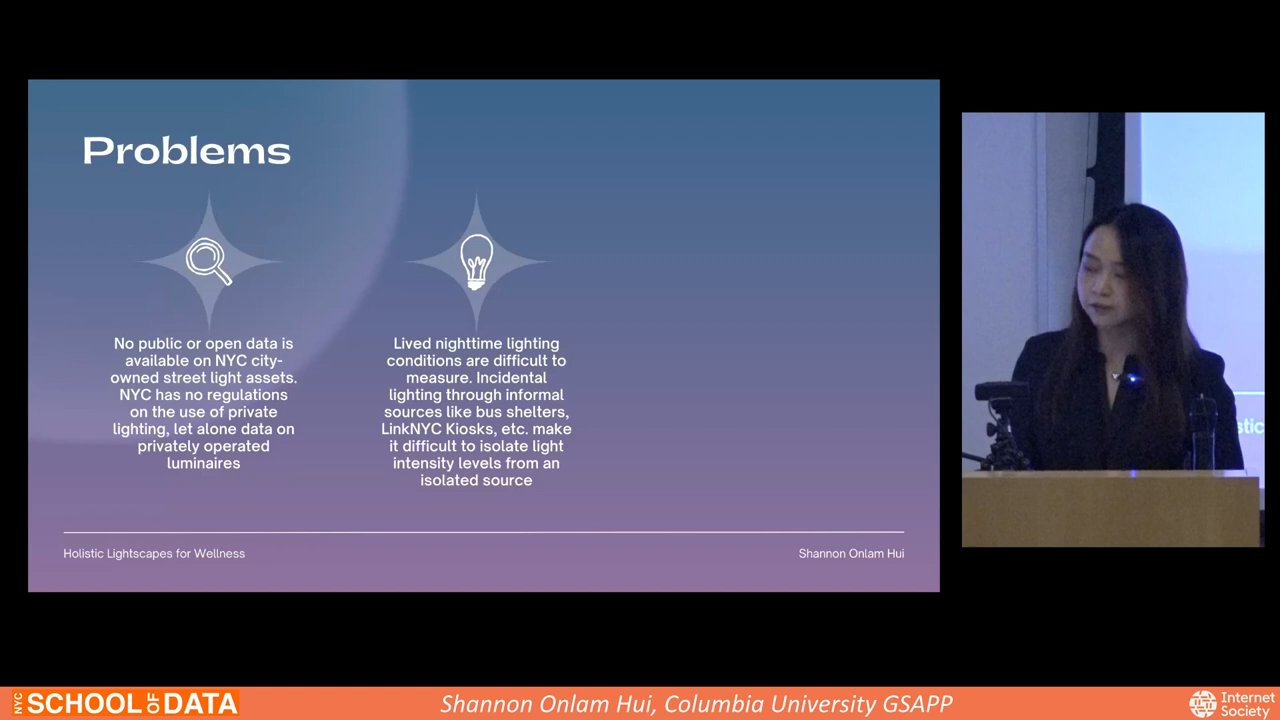 Problems
No public or open data is
available on NYC city-
owned street light assets.
NYC has no regulations
on the use of private
lighting, let alone data on
privately operated
luminaires
Lived nighttime lighting
conditions are difficult to
measure. Incidental
lighting through informal
sources like bus shelters,
LinkNYC Kiosks, etc. make
it difficult to isolate light
intensity levels from an
isolated source
Holistic Lightscapes for Wellness
Shannon Onlam Hui
stic
NYC SCHOOL OF DATA
Shannon Onlam Hui, Columbia University GSAPP
Internet
Society